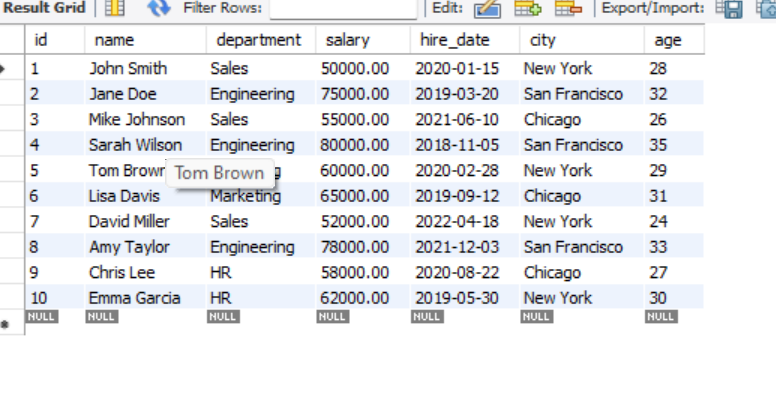 Result Grid Filter Rows: Edit: Export/Import:
id name department salary hire_date city age
1 John Smith Sales 50000.00 2020-01-15 New York 28
2 Jane Doe Engineering 75000.00 2019-03-20 San Francisco 32
3 Mike Johnson Sales 55000.00 2021-06-10 Chicago 26
4 Sarah Wilson Engineering 80000.00 2018-11-05 San Francisco 35
5 Tom Brown 60000.00 2020-02-28 New York 29
Tom Brown
6 Lisa Davis Marketing 65000.00 2019-09-12 Chicago 31
7 David Miller Sales 52000.00 2022-04-18 New York 24
8 Amy Taylor Engineering 78000.00 2021-12-03 San Francisco 33
9 Chris Lee HR 58000.00 2020-08-22 Chicago 27
10 Emma Garcia HR 62000.00 2019-05-30 New York 30
NULL NULL NULL NULL NULL NULL NULL